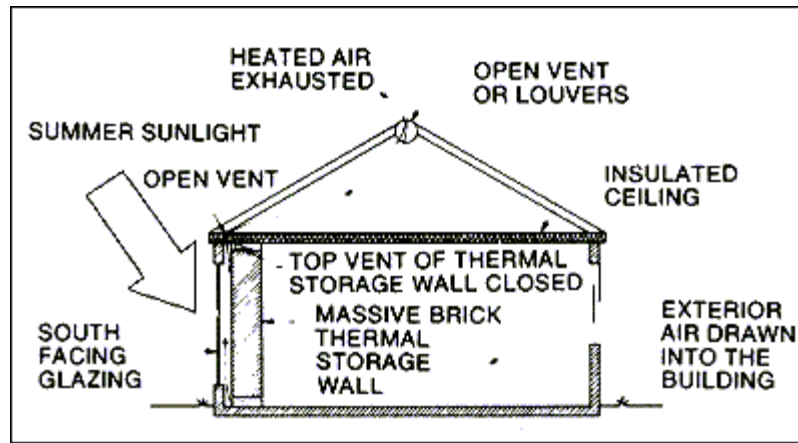 HEATED AIR
EXHAUSTED
OPEN VENT
OR LOUVERS
SUMMER SUNLIGHT
OPEN VENT
INSULATED
CEILING
TOP VENT OF THERMAL
STORAGE WALL CLOSED
MASSIVE BRICK
THERMAL
STORAGE
WALL
SOUTH
FACING
GLAZING
EXTERIOR
AIR DRAWN
INTO THE
BUILDING